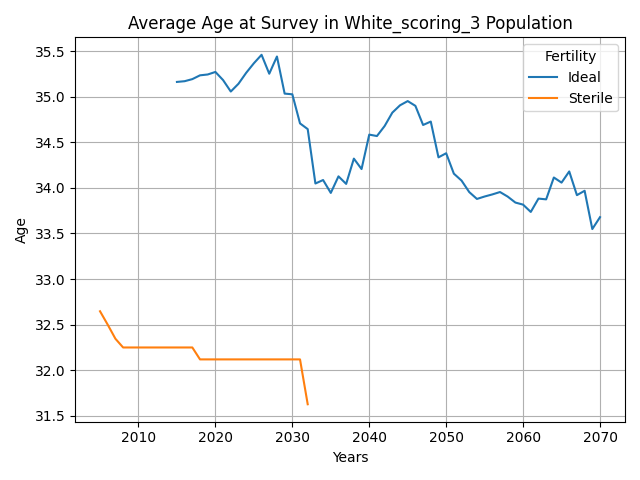 Average Age at Survey in White_scoring_3 Population
Fertility
Ideal
Sterile
Age
35.5
35.0
34.5
34.0
33.5
33.0
32.5
32.0
31.5
2010 2020 2030 2040 2050 2060 2070
Years